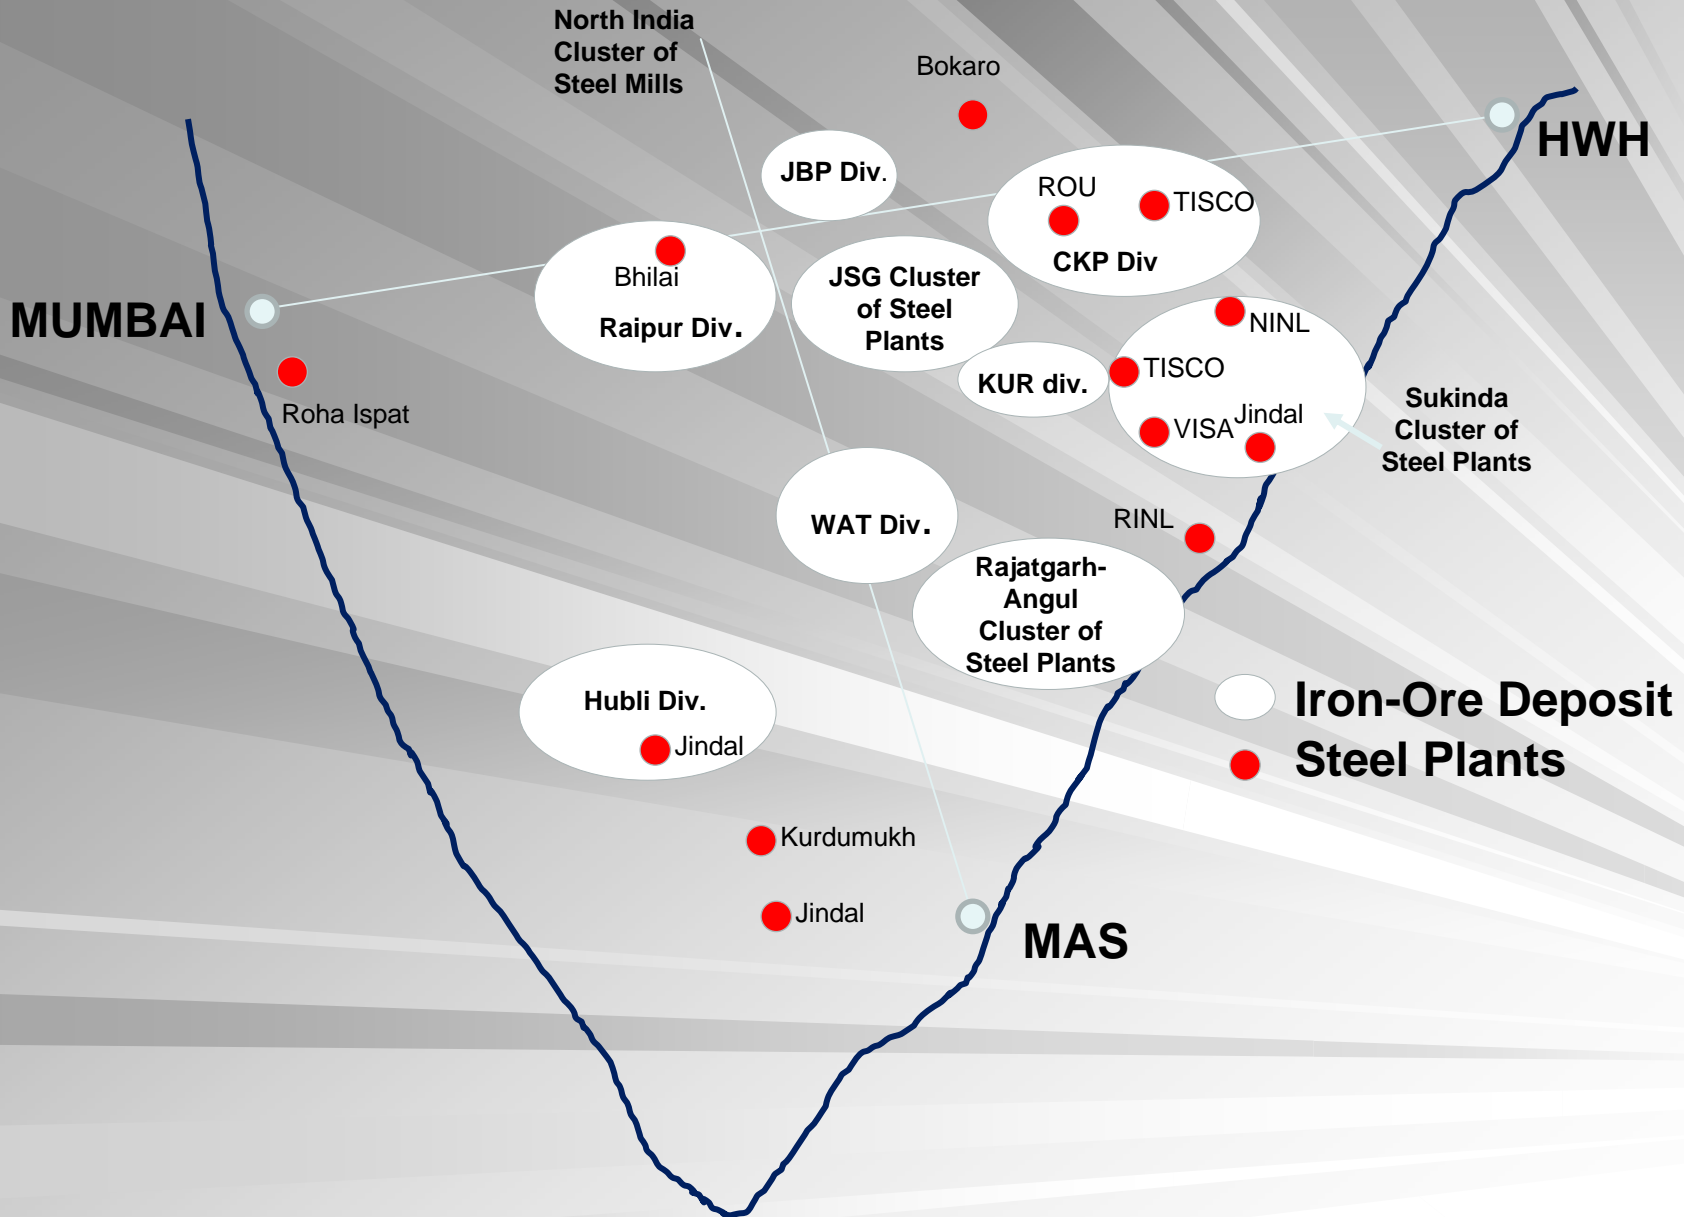 North India
Cluster of
Steel Mills
Bokaro
HWH
JBP Div.
ROU
TISCO
CKP Div
Bhilai
Raipur Div.
JSG Cluster
of Steel
Plants
MUMBAI
NINL
TISCO
KUR div.
VISA
Jindal
Sukinda
Cluster of
Steel Plants
Roha Ispat
WAT Div.
RINL
Rajatgarh-
Angul
Cluster of
Steel Plants
Hubli Div.
Jindal
Iron-Ore Deposit
Steel Plants
Kurdumukh
Jindal
MAS